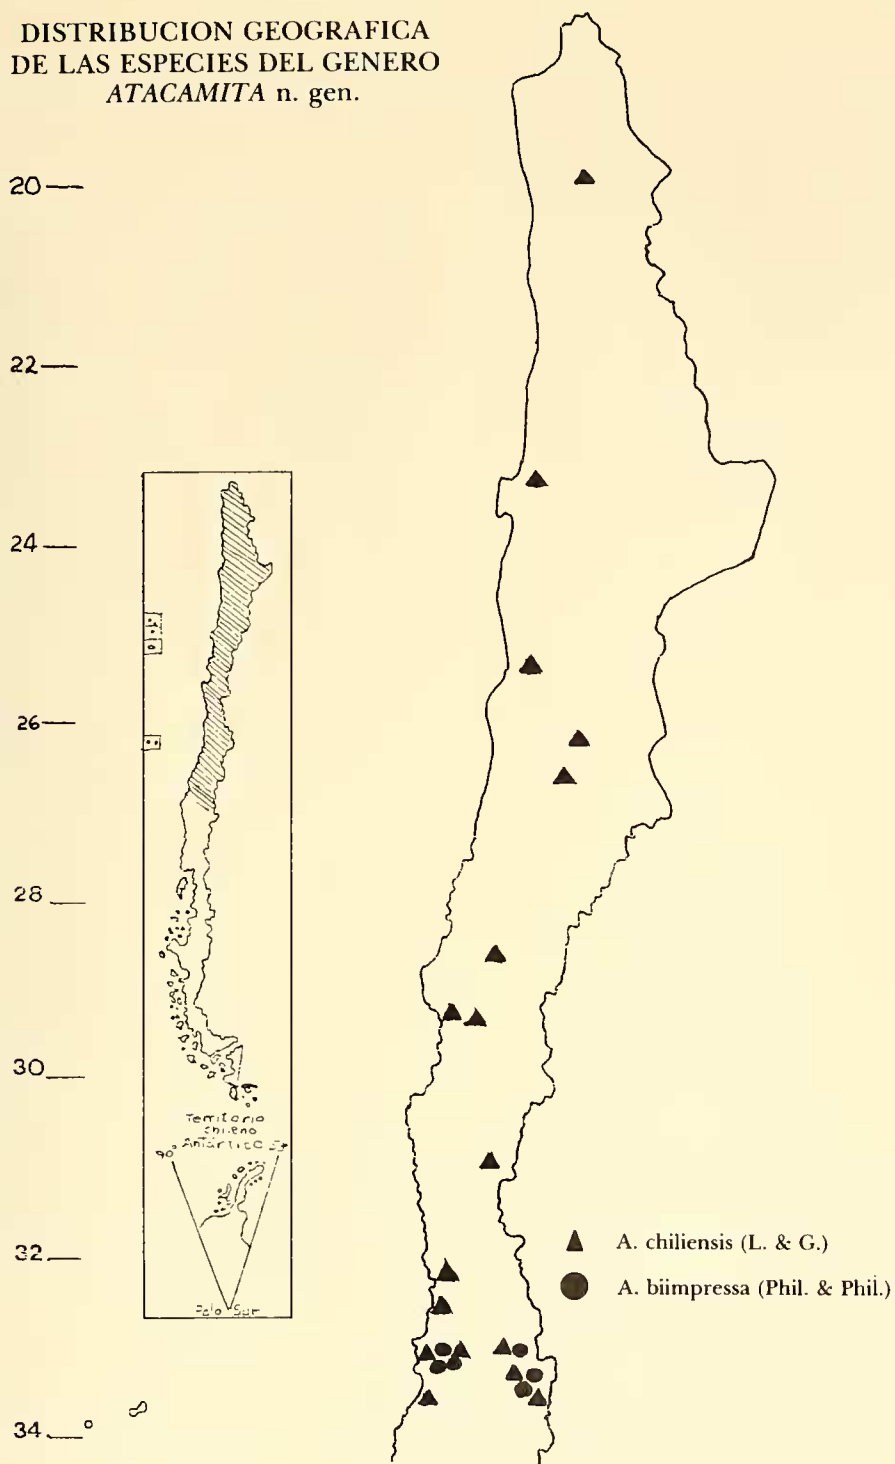 DISTRIBUCION GEOGRAFICA
DE LAS ESPECIES DEL GENERO
ATACAMITA n. gen.
20
22
24
26
28
30
32
34°
Territorio
chileno
Antártico
90°
53
Polo Sur
A. chiliensis (L. & G.)
A. biimpressa (Phil. & Phil.)